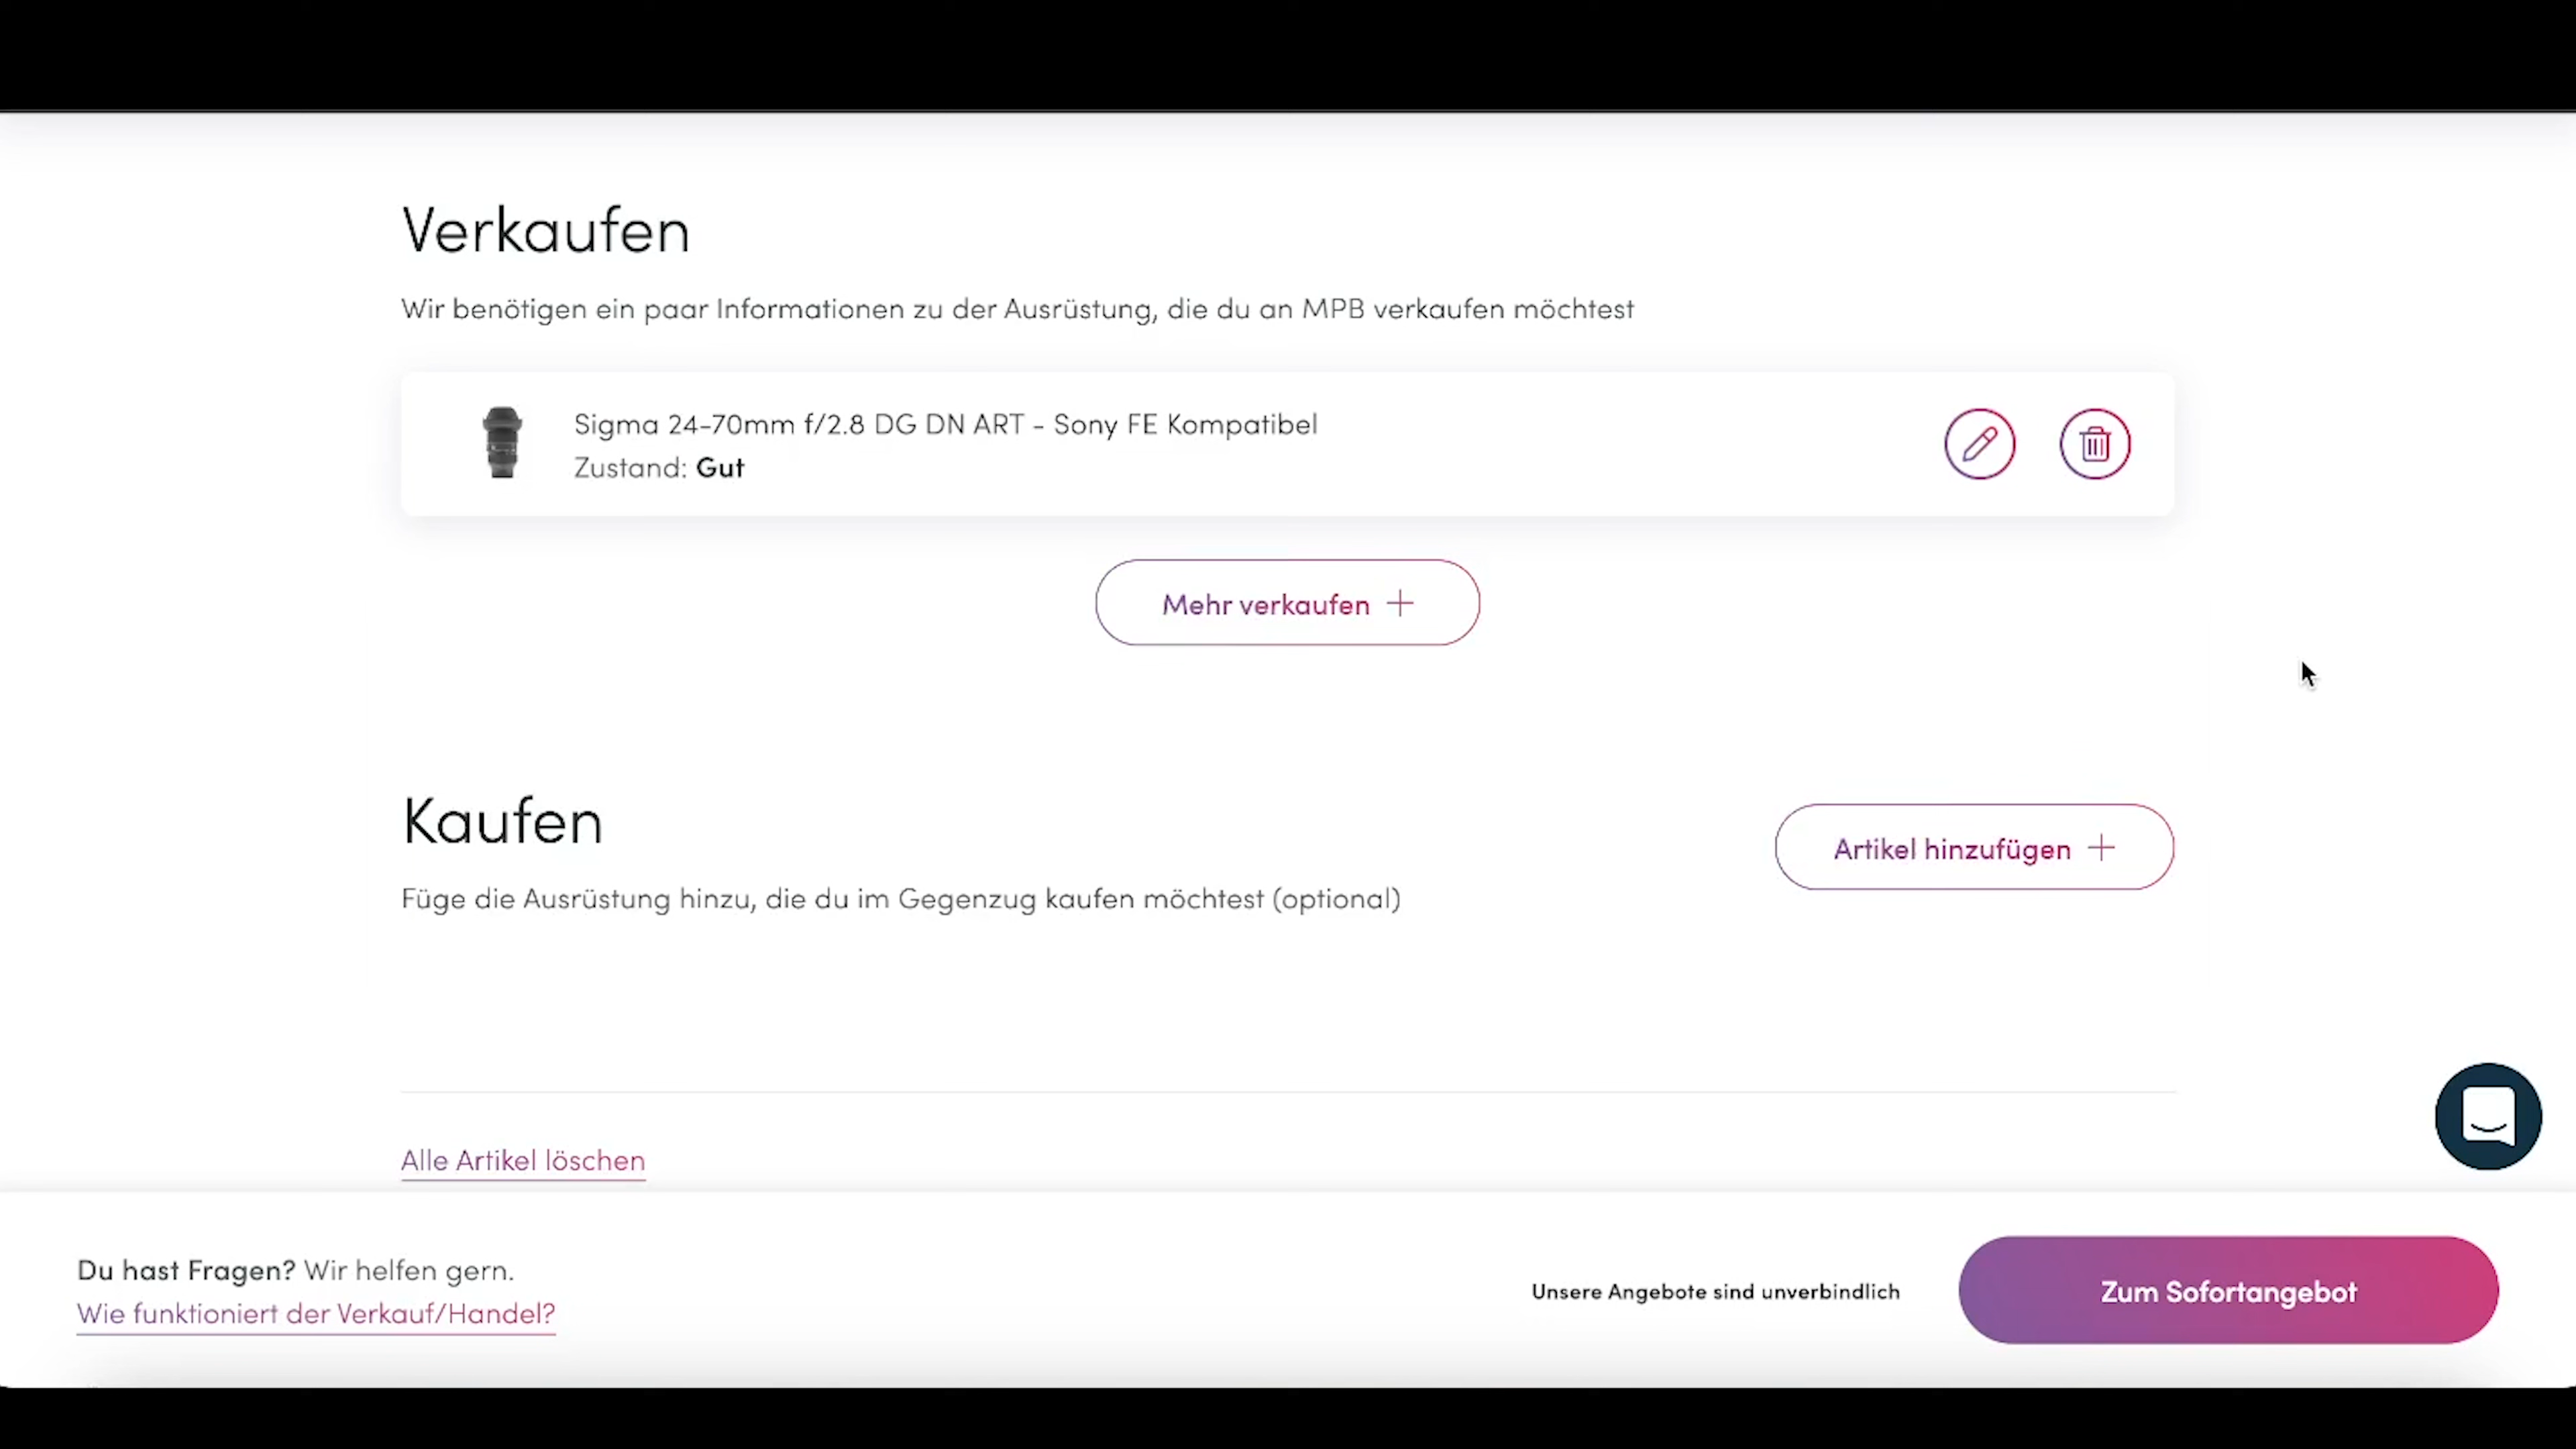 Verkaufen
Wir benötigen ein paar Informationen zu der Ausrüstung, die du an MPB verkaufen möchtest
Sigma 24-70mm f/2.8 DG DN ART - Sony FE Kompatibel
Zustand: Gut
Mehr verkaufen +
Kaufen
Artikel hinzufügen +
Füge die Ausrüstung hinzu, die du im Gegenzug kaufen möchtest (optional)
Alle Artikel löschen
Du hast Fragen? Wir helfen gern.
Wie funktioniert der Verkauf/Handel?
Unsere Angebote sind unverbindlich
Zum Sofortangebot